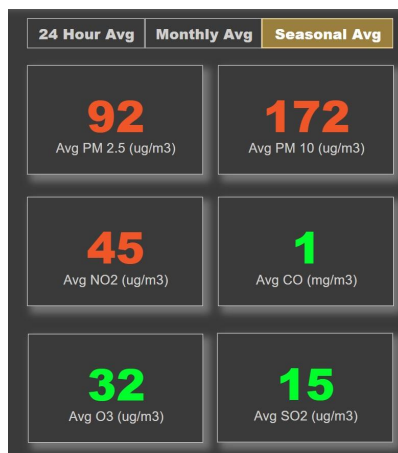 24 Hour Avg Monthly Avg Seasonal Avg
92 172
Avg PM 2.5 (ug/m3) Avg PM 10 (ug/m3)
45 1
Avg NO2 (ug/m3) Avg CO (mg/m3)
32 15
Avg O3 (ug/m3) Avg SO2 (ug/m3)